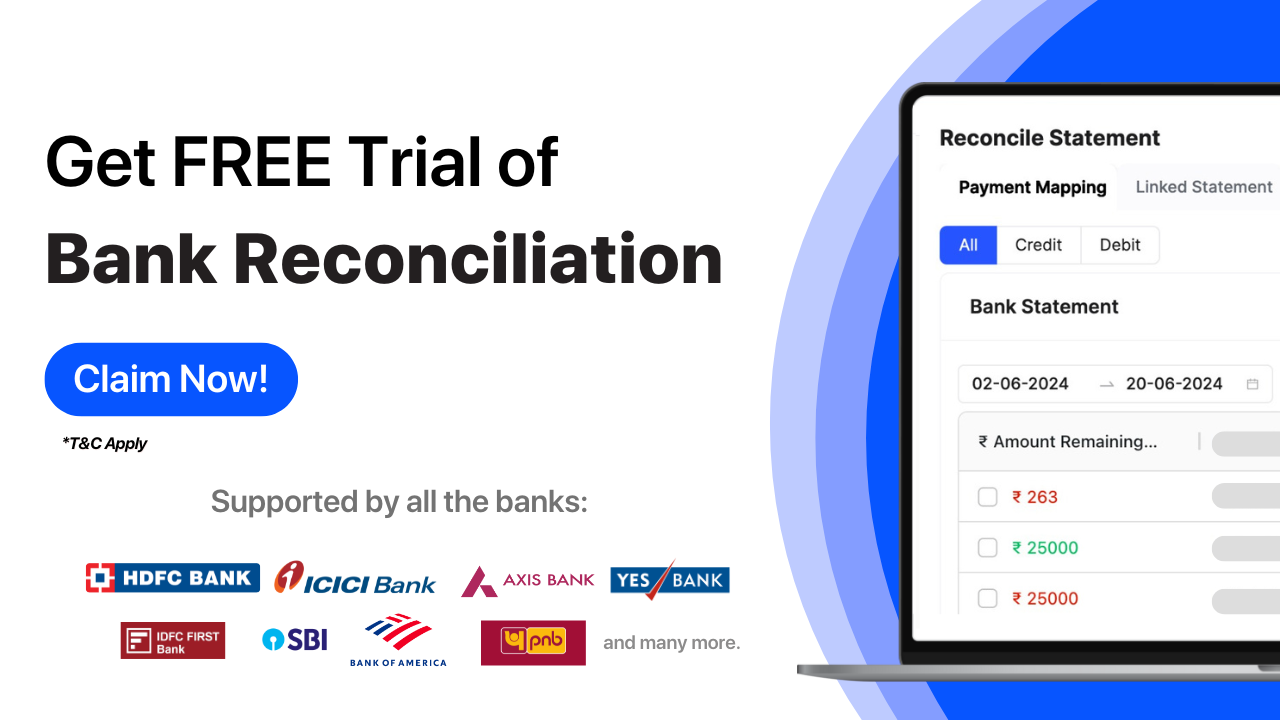 Get FREE Trial of
Bank Reconciliation
Claim Now!
*T&C Apply
Supported by all the banks:
HDFC BANK
ICICI Bank
AXIS BANK
YES BANK
IDFC FIRST
Bank
SBI
BANK OF AMERICA
pnb
and many more.
Reconcile Statement
Payment Mapping
Linked Statement
All
Credit
Debit
Bank Statement
02-06-2024 → 20-06-2024
₹ Amount Remaining...
₹ 263
₹ 25000
₹ 25000